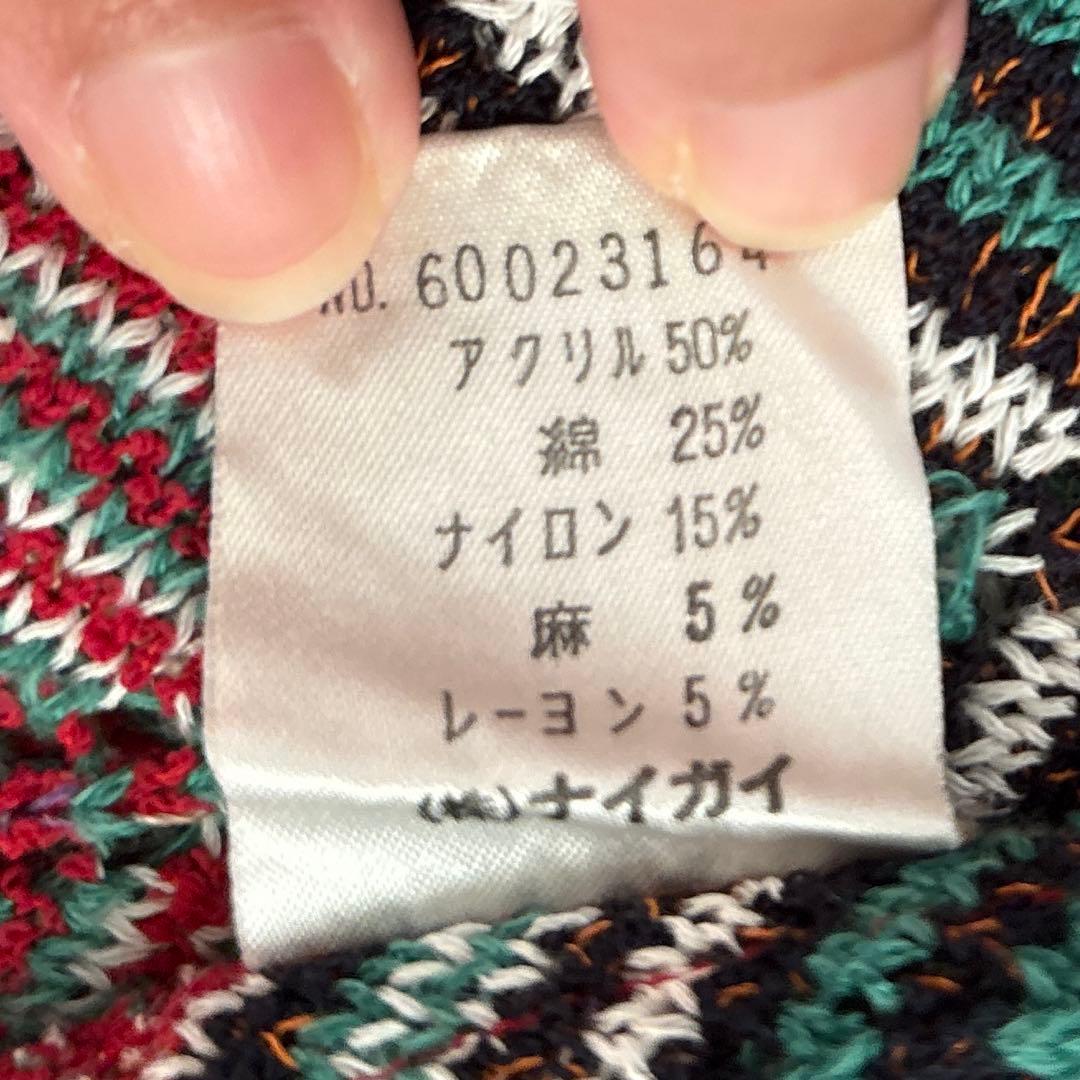 NO. 60023164
アクリル 50%
綿 25%
ナイロン 15%
麻 5%
レーヨン 5%
(株)ナイガイ